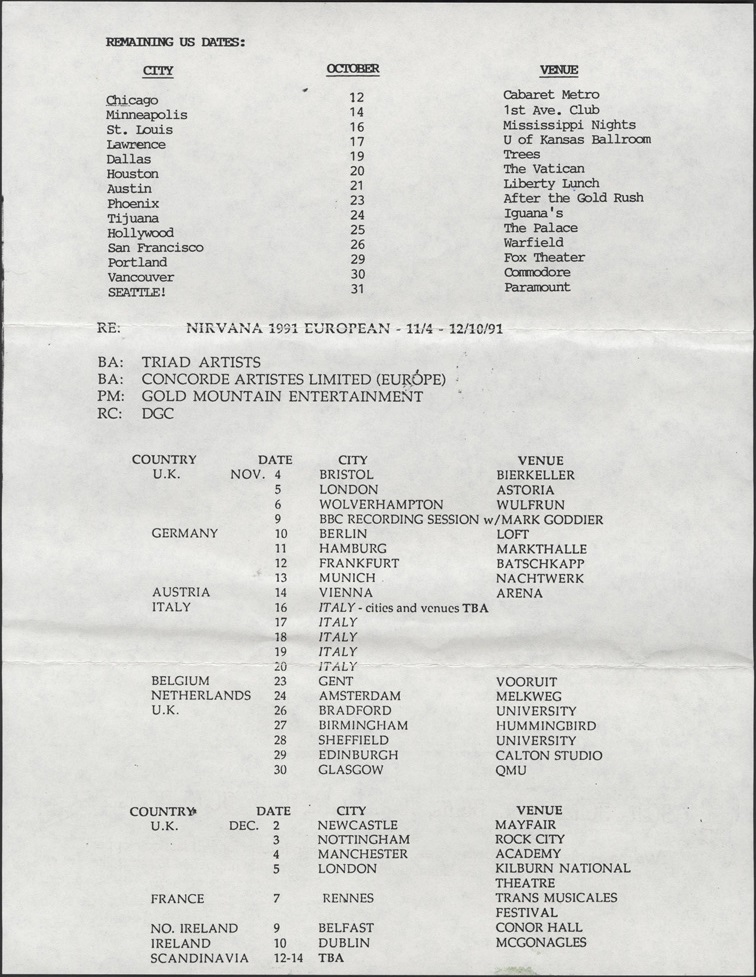 REMAINING US DATES:
CITY OCTOBER VENUE
Chicago 12 Cabaret Metro
Minneapolis 14 1st Ave. Club
St. Louis 16 Mississippi Nights
Lawrence 17 U of Kansas Ballroom
Dallas 19 Trees
Houston 20 The Vatican
Austin 21 Liberty Lunch
Phoenix 23 After the Gold Rush
Tijuana 24 Iguana's
Hollywood 25 The Palace
San Francisco 26 Warfield
Portland 29 Fox Theater
Vancouver 30 Commodore
SEATTLE! 31 Paramount
RE: NIRVANA 1991 EUROPEAN - 11/4 - 12/10/91
BA: TRIAD ARTISTS
BA: CONCORDE ARTISTES LIMITED (EUROPE)
PM: GOLD MOUNTAIN ENTERTAINMENT
RC: DGC
COUNTRY DATE CITY VENUE
U.K. NOV. 4 BRISTOL BIERKELLER
5 LONDON ASTORIA
6 WOLVERHAMPTON WULFRUN
9 BBC RECORDING SESSION w/MARK GODDIER
GERMANY 10 BERLIN LOFT
11 HAMBURG MARKTHALLE
12 FRANKFURT BATSCHKAPP
13 MUNICH NACHTWERK
AUSTRIA 14 VIENNA ARENA
ITALY 16 ITALY - cities and venues TBA
17 ITALY
18 ITALY
19 ITALY
20 ITALY
BELGIUM 23 GENT VOORUIT
NETHERLANDS 24 AMSTERDAM MELKWEG
U.K. 26 BRADFORD UNIVERSITY
27 BIRMINGHAM HUMMINGBIRD
28 SHEFFIELD UNIVERSITY
29 EDINBURGH CALTON STUDIO
30 GLASGOW QMU
COUNTRY DATE CITY VENUE
U.K. DEC. 2 NEWCASTLE MAYFAIR
3 NOTTINGHAM ROCK CITY
4 MANCHESTER ACADEMY
5 LONDON KILBURN NATIONAL
THEATRE
FRANCE 7 RENNES TRANS MUSICALES
FESTIVAL
NO. IRELAND 9 BELFAST CONOR HALL
IRELAND 10 DUBLIN MCGONAGLES
SCANDINAVIA 12-14 TBA